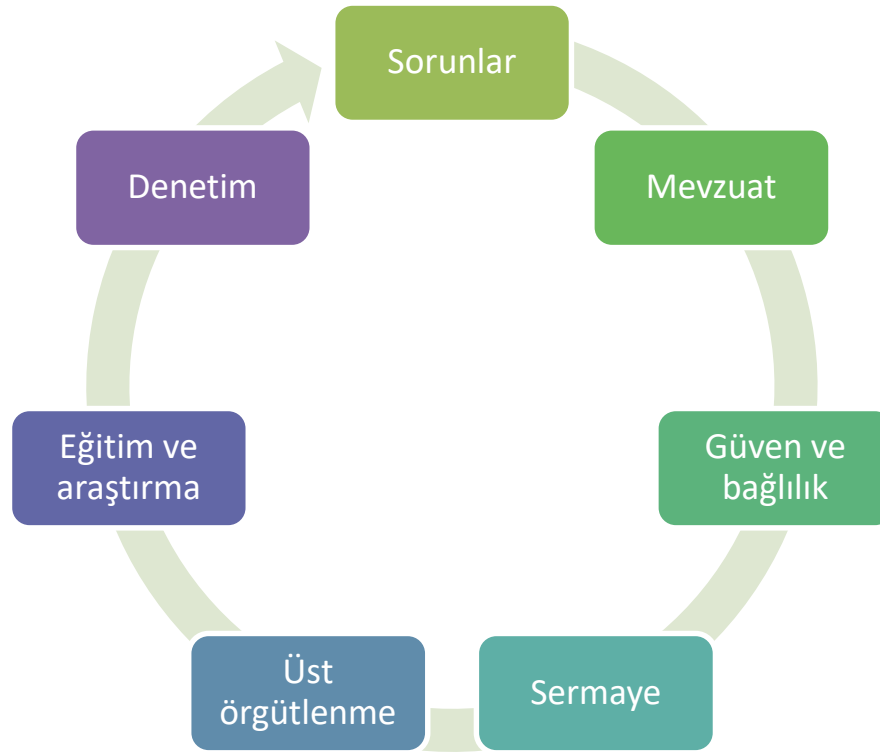 Sorunlar
Mevzuat
Güven ve
bağlılık
Sermaye
Üst
örgütlenme
Eğitim ve
araştırma
Denetim